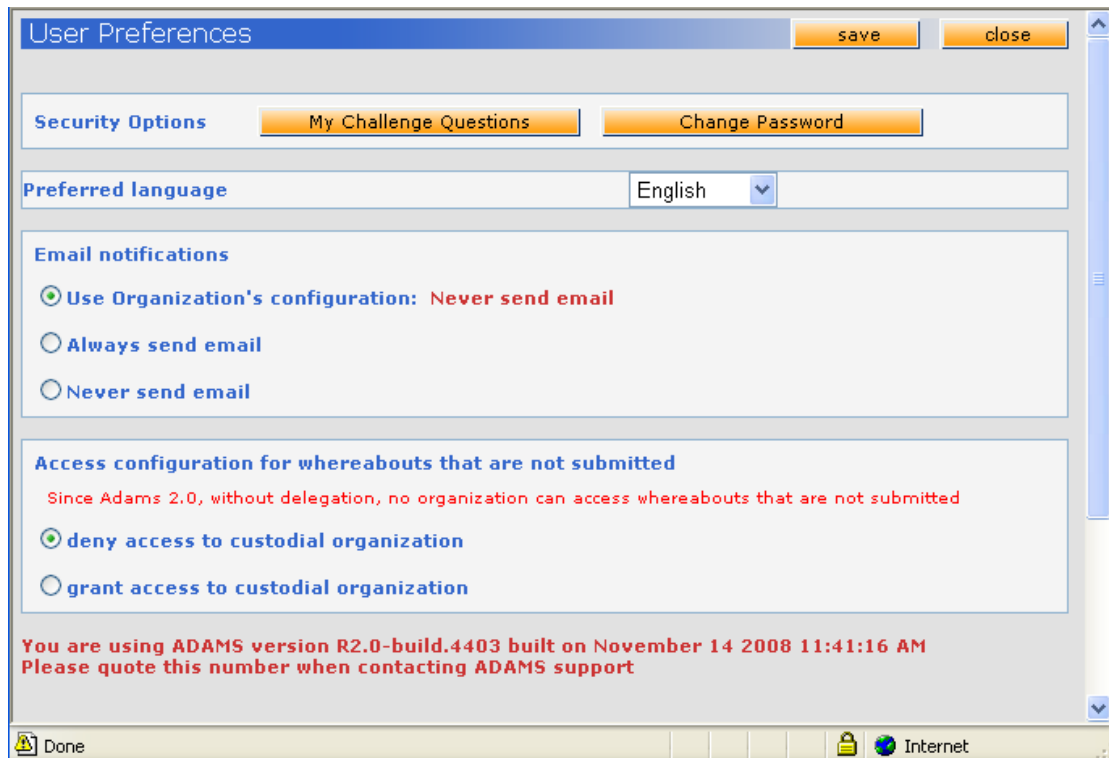 User Preferences save close
Security Options My Challenge Questions Change Password
Preferred language English
Email notifications
Use Organization's configuration: Never send email
Always send email
Never send email
Access configuration for whereabouts that are not submitted
Since Adams 2.0, without delegation, no organization can access whereabouts that are not submitted
deny access to custodial organization
grant access to custodial organization
You are using ADAMS version R2.0-build.4403 built on November 14 2008 11:41:16 AM
Please quote this number when contacting ADAMS support
Done Internet